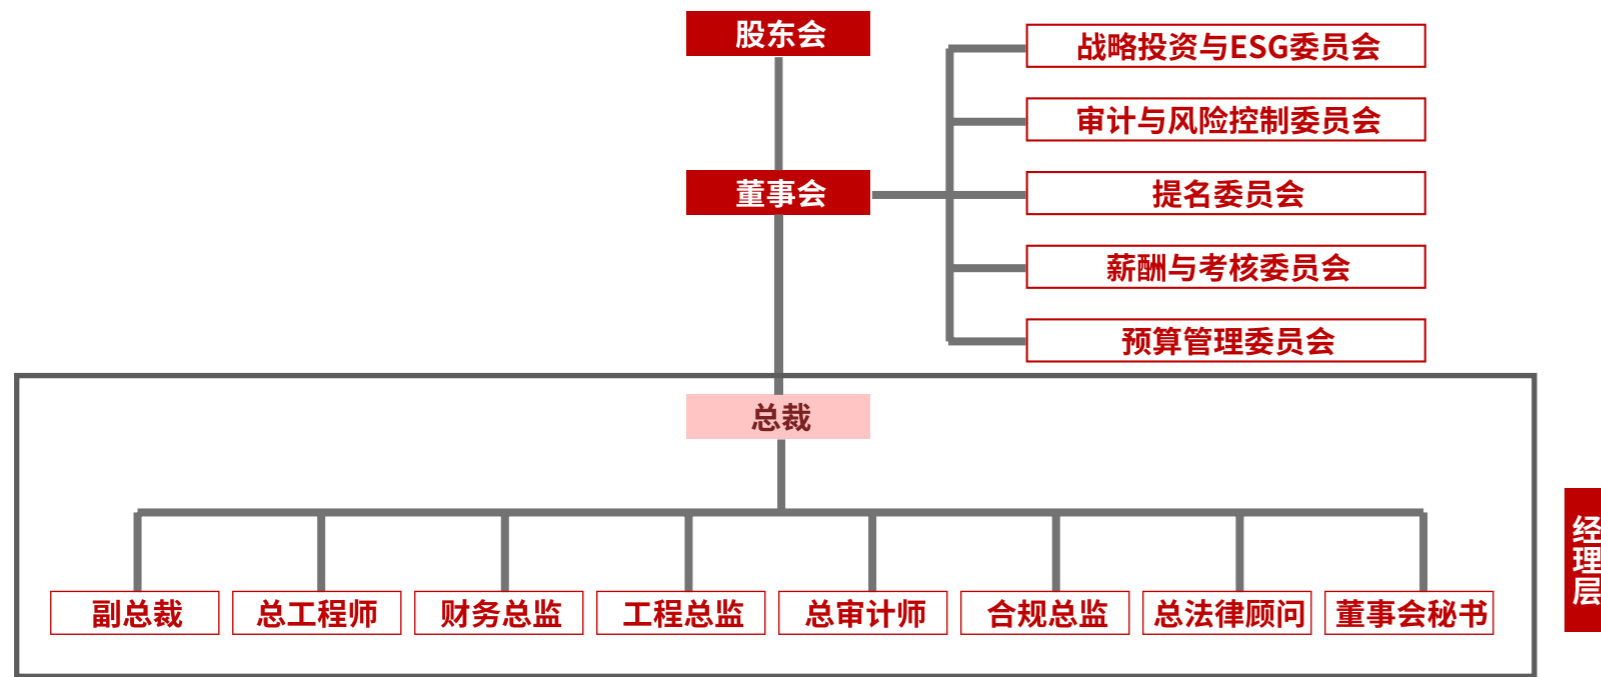 股东会
战略投资与ESG委员会
审计与风险控制委员会
董事会
提名委员会
薪酬与考核委员会
预算管理委员会
总裁
副总裁
总工程师
财务总监
工程总监
总审计师
合规总监
总法律顾问
董事会秘书
经理层